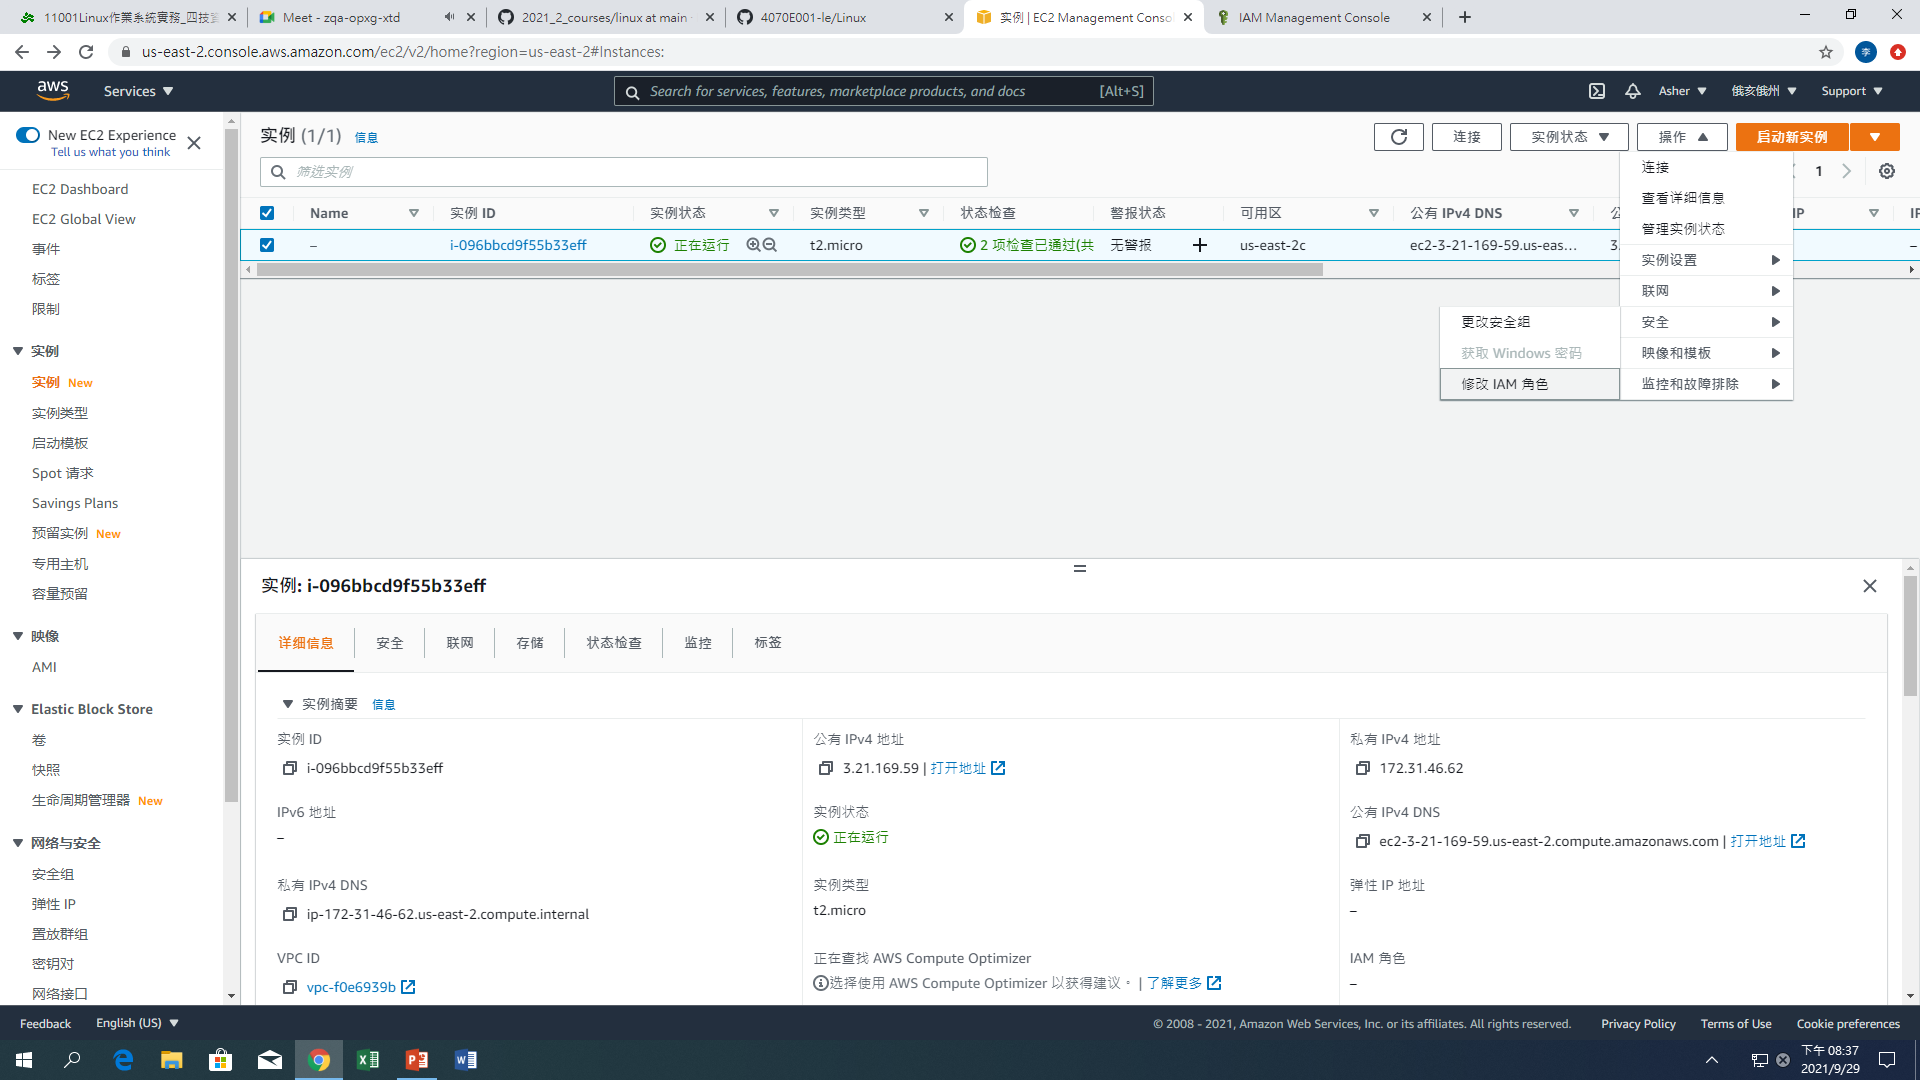 11001Linux作業系統實務_四技資
Meet - zqa-opxg-xtd
2021_2_courses/linux at main
4070E001-le/Linux
实例 | EC2 Management Conso
IAM Management Console
us-east-2.console.aws.amazon.com/ec2/v2/home?region=us-east-2#Instances:
李
aws
Services
Search for services, features, marketplace products, and docs
[Alt+S]
Asher
俄亥俄州
Support
New EC2 Experience
Tell us what you think
EC2 Dashboard
EC2 Global View
事件
标签
限制
实例
实例 New
实例类型
启动模板
Spot 请求
Savings Plans
预留实例 New
专用主机
容量预留
映像
AMI
Elastic Block Store
卷
快照
生命周期管理器 New
网络与安全
安全组
弹性 IP
置放群组
密钥对
网络接口
实例 (1/1) 信息
连接
实例状态
操作
启动新实例
筛选实例
1
Name
实例 ID
实例状态
实例类型
状态检查
警报状态
可用区
公有 IPv4 DNS
公
IP
IF
–
i-096bbcd9f55b33eff
正在运行
t2.micro
2 项检查已通过(共
无警报
us-east-2c
ec2-3-21-169-59.us-eas...
3.
–
连接
查看详细信息
管理实例状态
实例设置
联网
安全
映像和模板
监控和故障排除
更改安全组
获取 Windows 密码
修改 IAM 角色
实例: i-096bbcd9f55b33eff
详细信息
安全
联网
存储
状态检查
监控
标签
实例摘要 信息
实例 ID
i-096bbcd9f55b33eff
公有 IPv4 地址
3.21.169.59 | 打开地址
私有 IPv4 地址
172.31.46.62
IPv6 地址
–
实例状态
正在运行
公有 IPv4 DNS
ec2-3-21-169-59.us-east-2.compute.amazonaws.com | 打开地址
私有 IPv4 DNS
ip-172-31-46-62.us-east-2.compute.internal
实例类型
t2.micro
弹性 IP 地址
–
VPC ID
vpc-f0e6939b
正在查找 AWS Compute Optimizer
选择使用 AWS Compute Optimizer 以获得建议。 | 了解更多
IAM 角色
–
Feedback
English (US)
© 2008 - 2021, Amazon Web Services, Inc. or its affiliates. All rights reserved.
Privacy Policy
Terms of Use
Cookie preferences
下午 08:37
2021/9/29